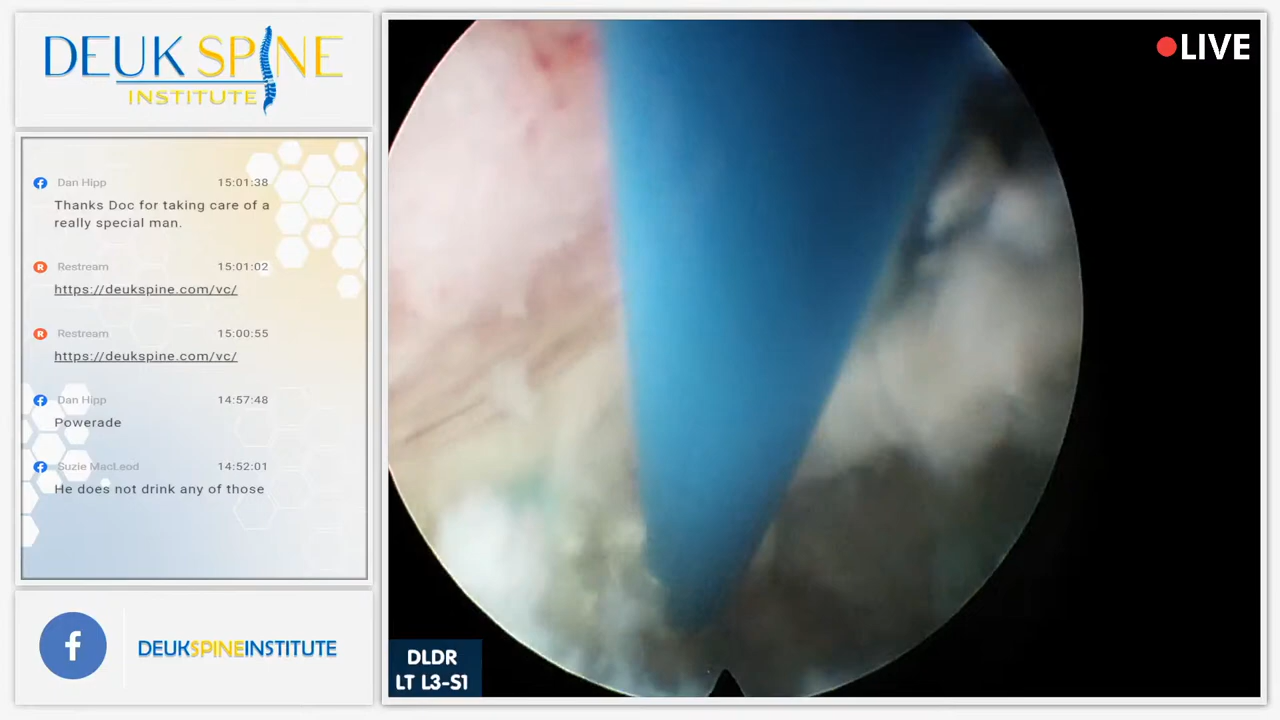 DEUK SPINE
INSTITUTE
Dan Hipp 15:01:38
Thanks Doc for taking care of a
really special man.
Restream 15:01:02
https://deukspine.com/vc/
Restream 15:00:55
https://deukspine.com/vc/
Dan Hipp 14:57:48
Powerade
Suzie MacLeod 14:52:01
He does not drink any of those
DEUKSPINEINSTITUTE
LIVE
DLDR
LT L3-S1